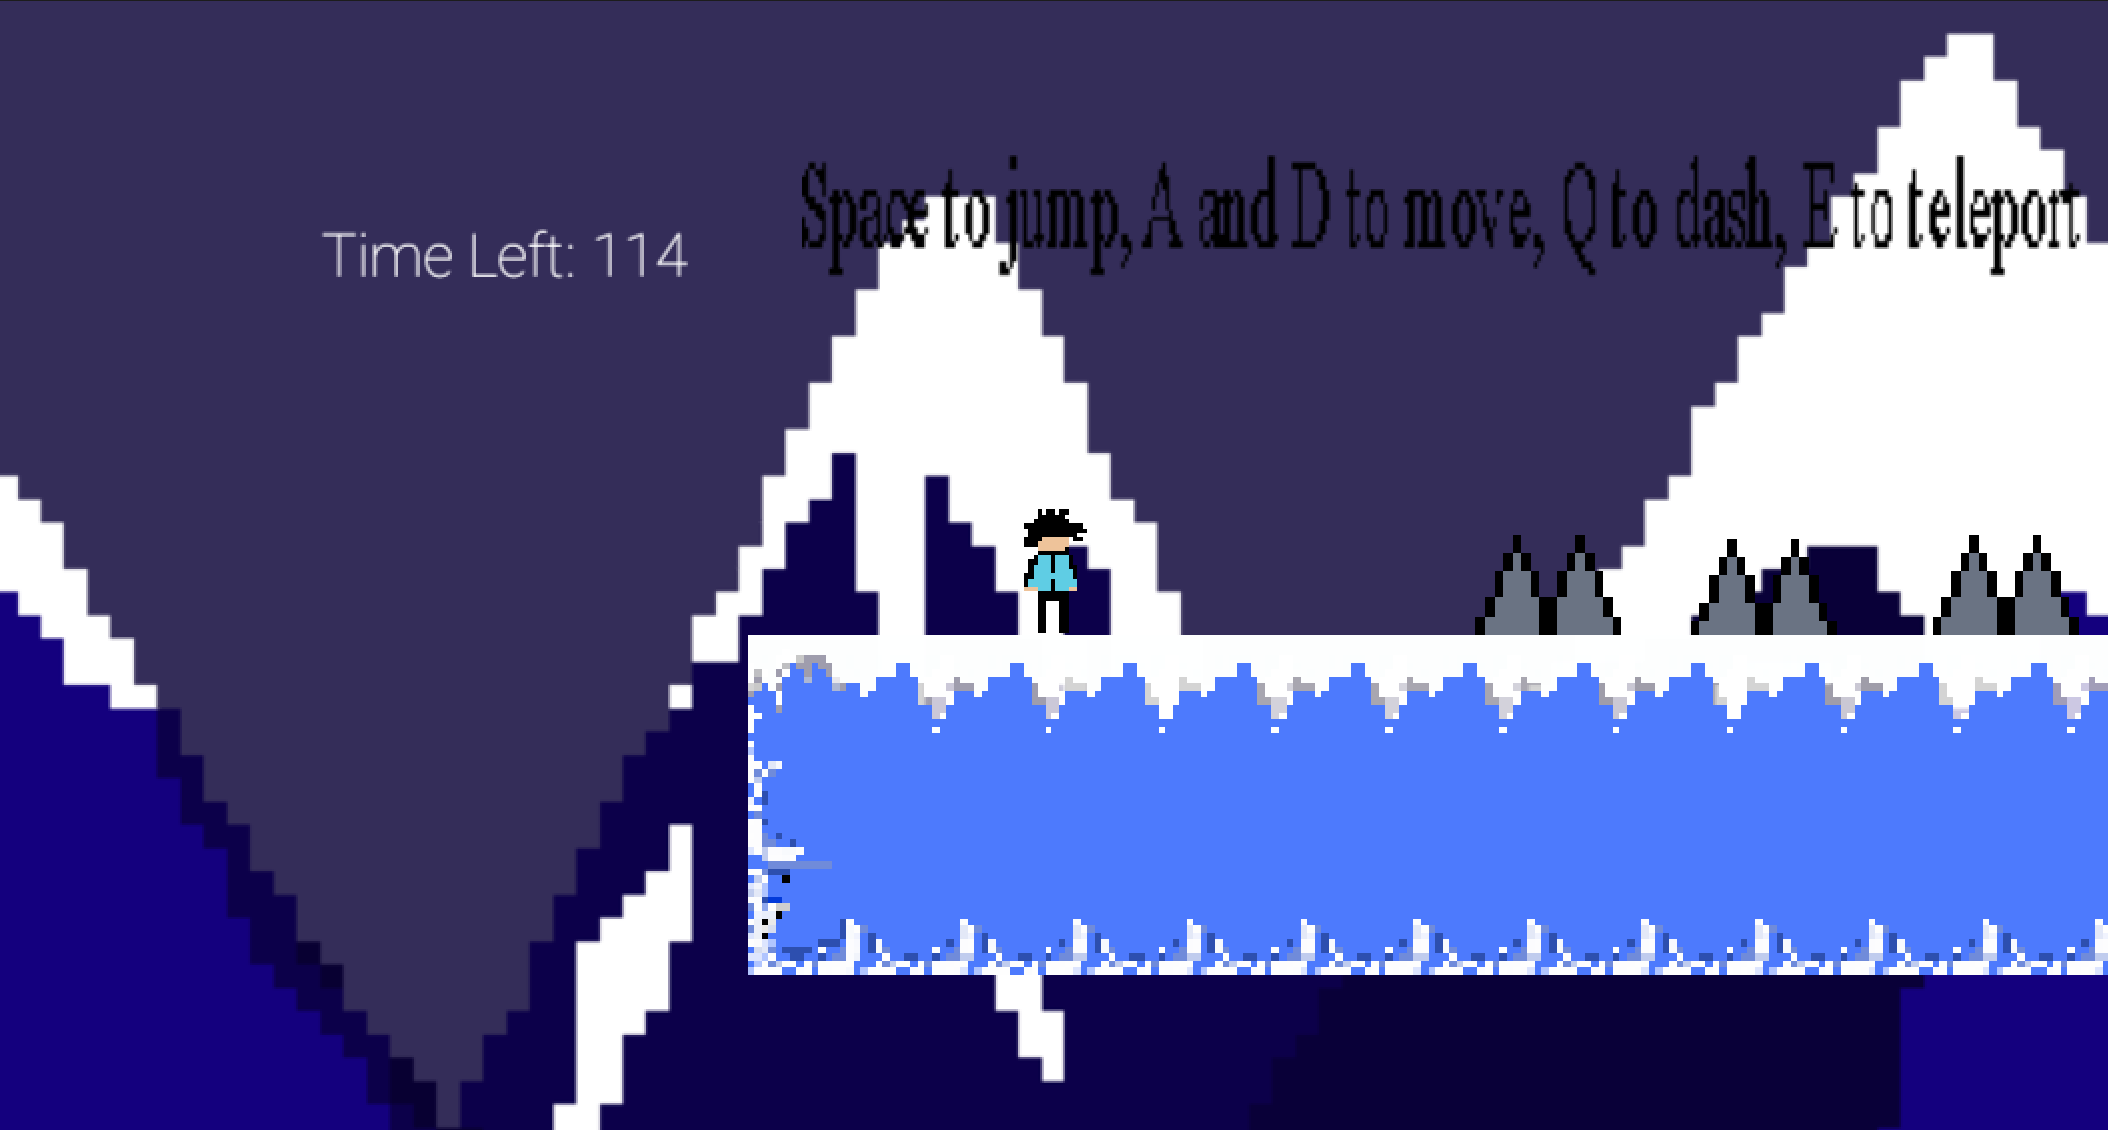 Space to jump, A and D to move, Q to dash, E to teleport
Time Left: 114